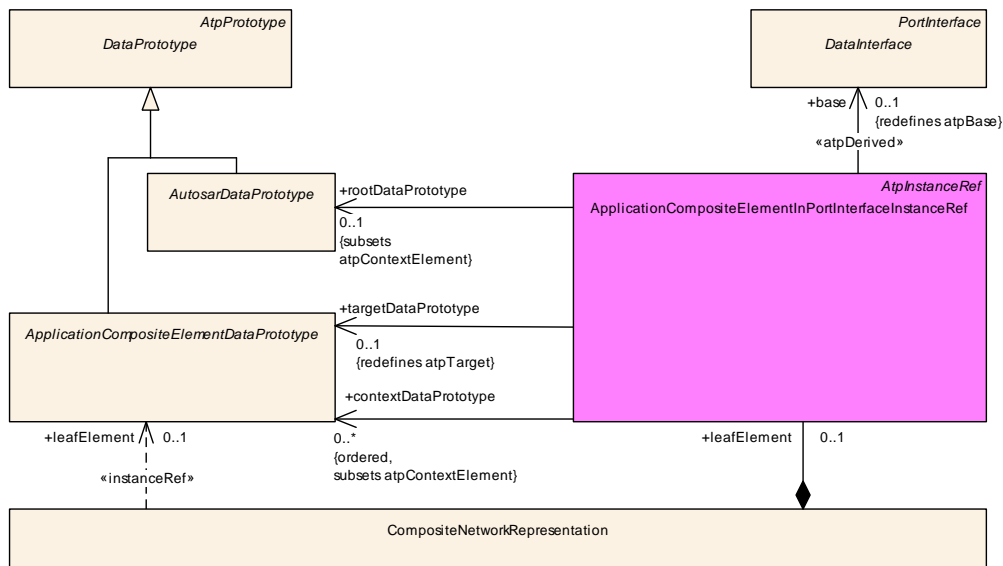 AtpPrototype
DataPrototype
PortInterface
DataInterface
+base
0..1
{redefines atpBase}
«atpDerived»
AutosarDataPrototype
+rootDataPrototype
0..1
{subsets
atpContextElement}
AtpInstanceRef
ApplicationCompositeElementInPortInterfaceInstanceRef
ApplicationCompositeElementDataPrototype
+targetDataPrototype
0..1
{redefines atpTarget}
+contextDataPrototype
0..*
{ordered,
subsets atpContextElement}
+leafElement
0..1
«instanceRef»
+leafElement
0..1
CompositeNetworkRepresentation